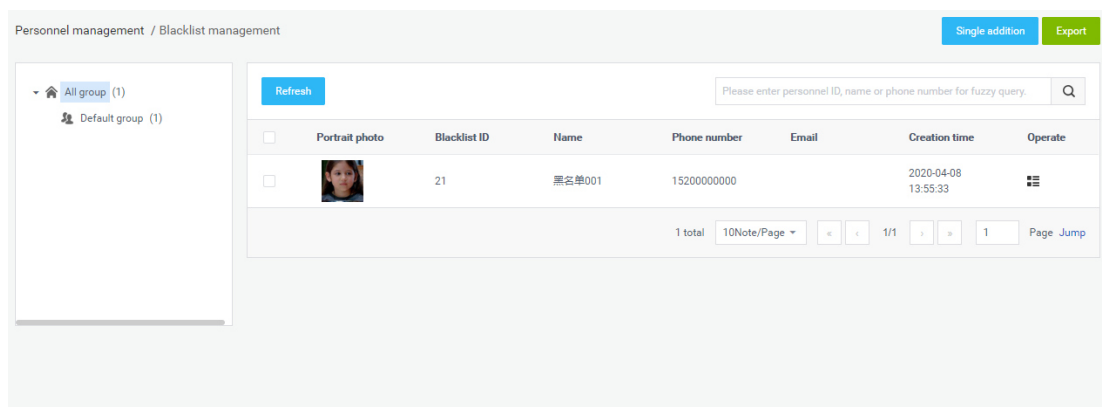 Personnel management / Blacklist management
Single addition
Export
All group (1)
Default group (1)
Refresh
Please enter personnel ID, name or phone number for fuzzy query.
Portrait photo Blacklist ID Name Phone number Email Creation time Operate
21 黑名单001 15200000000 2020-04-08
13:55:33
1 total 10Note/Page « ‹ 1/1 › » 1 Page Jump